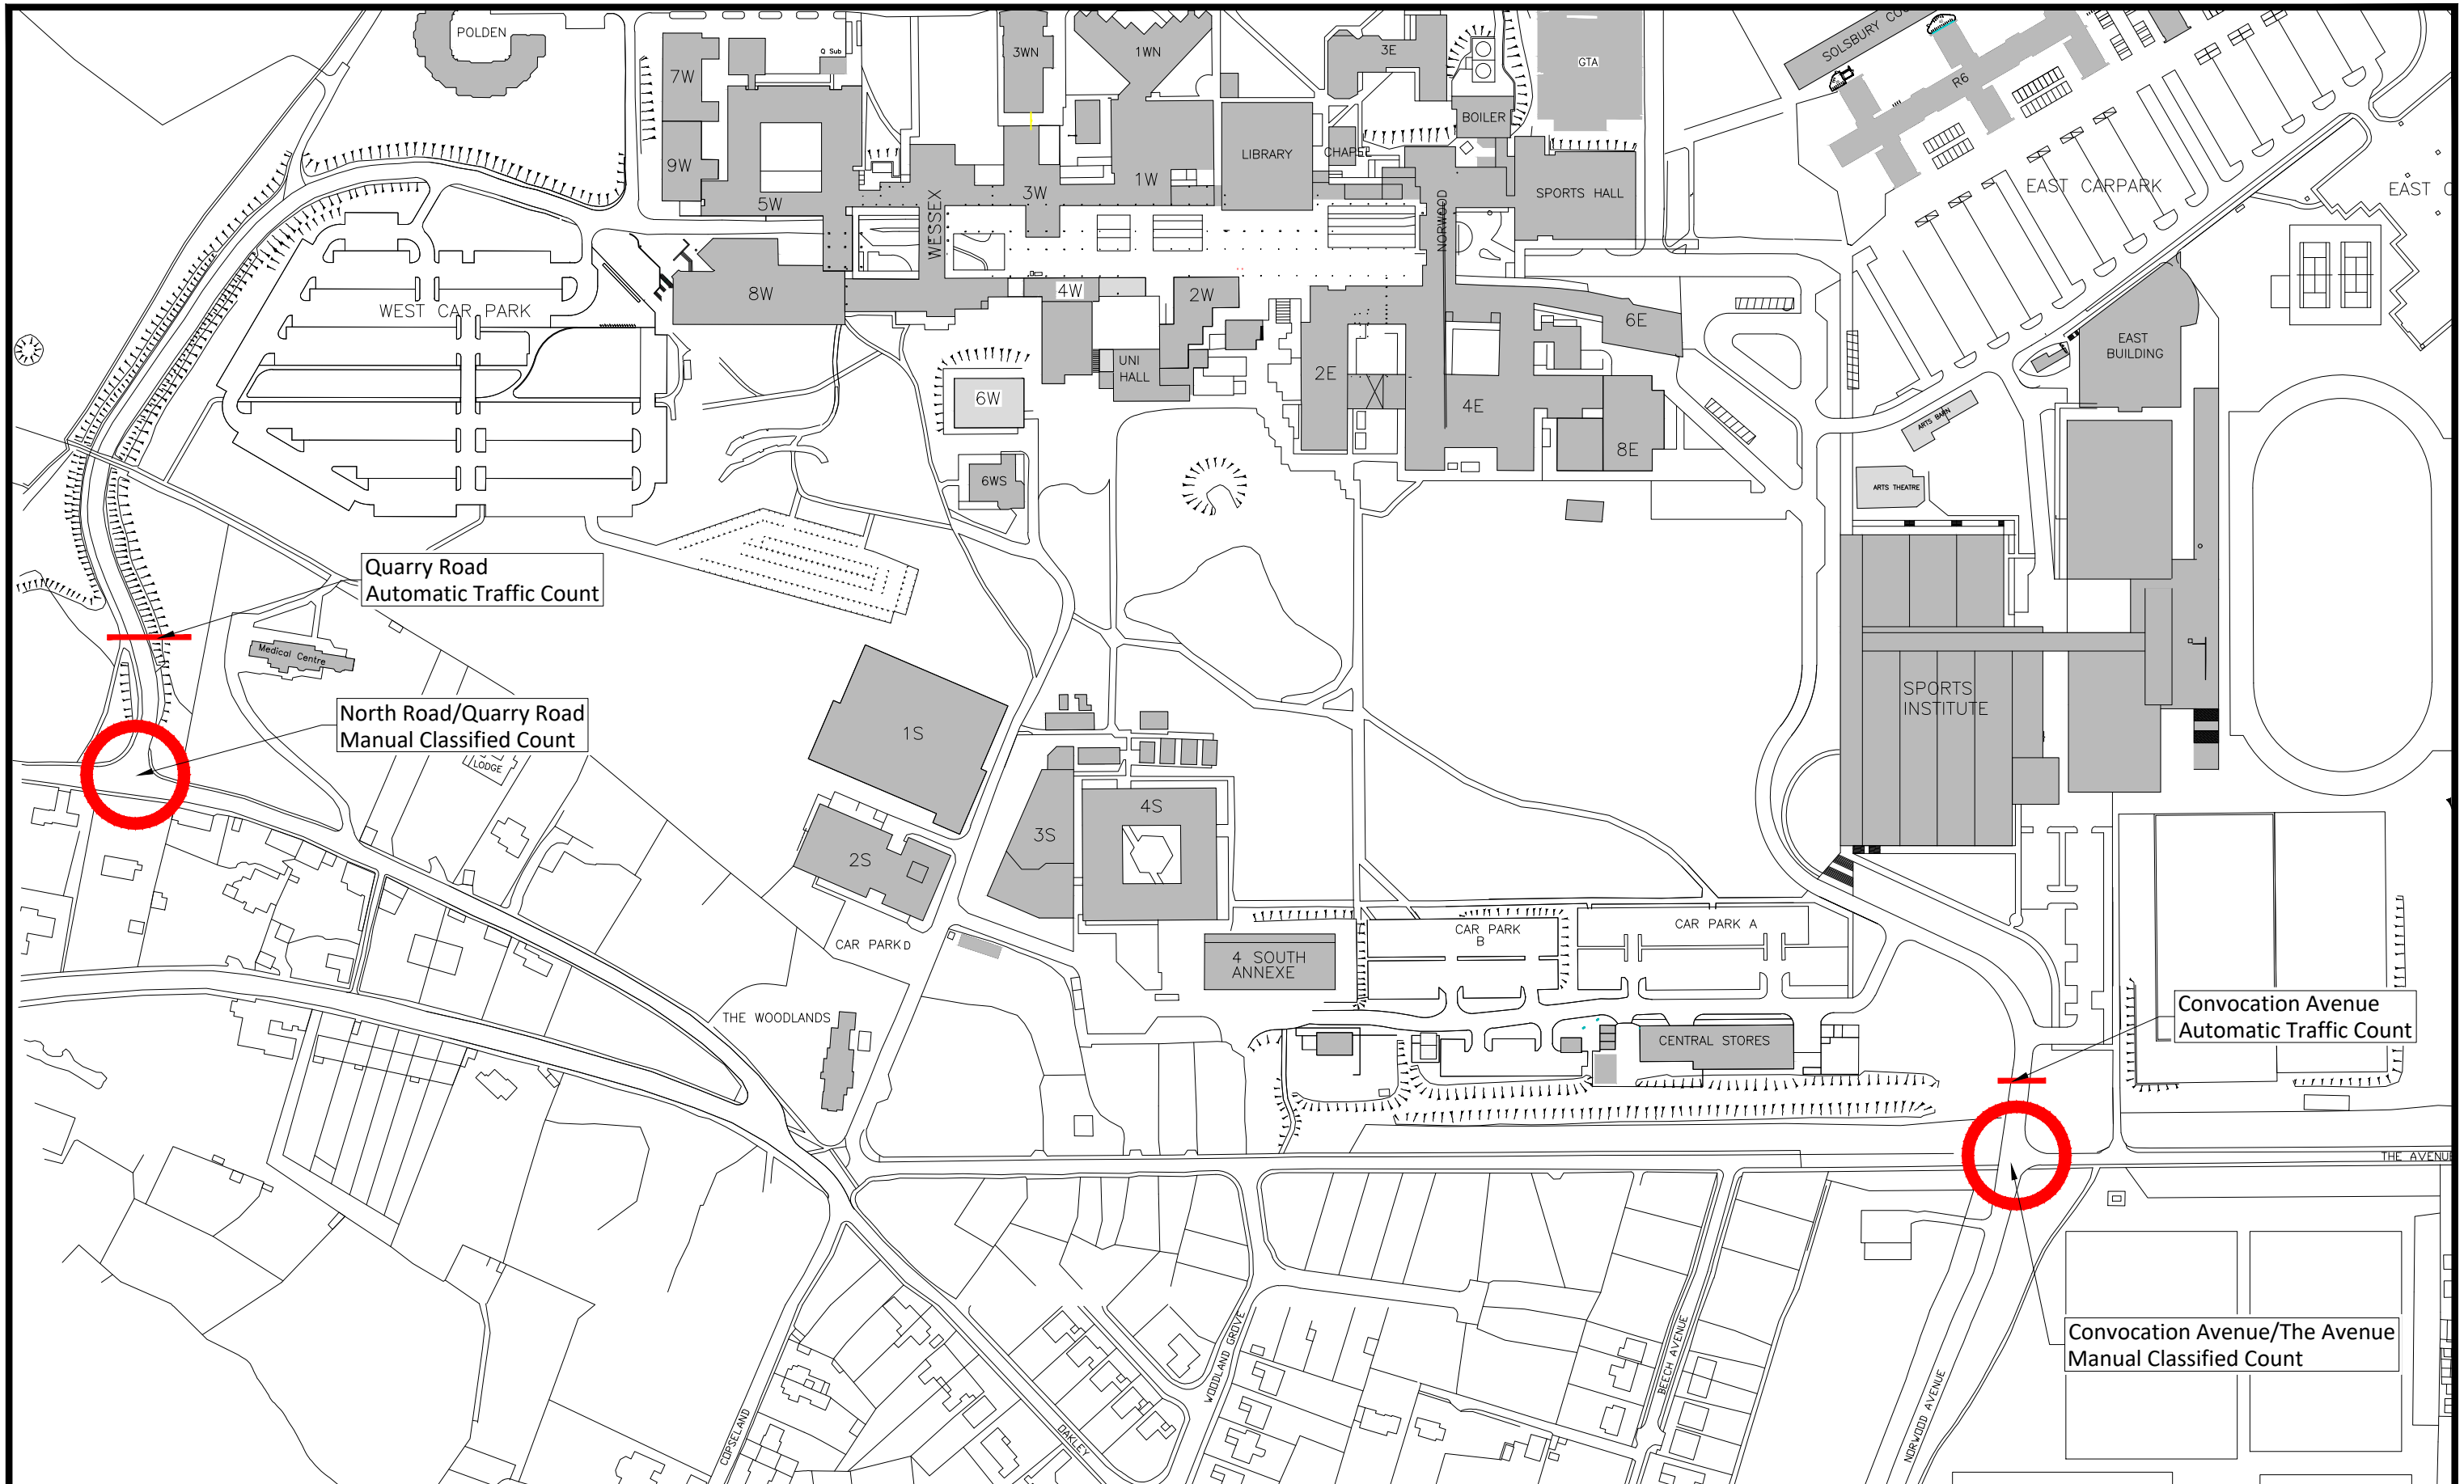 POLDEN
Q Sub
7W
9W
5W
3WN
1WN
3W
1W
WESSEX
LIBRARY
CHAPEL
3E
BOILER
GTA
NORWOOD
SPORTS HALL
SOLSBURY
R6
EAST CARPARK
EAST
WEST CAR PARK
8W
4W
2W
UNI
HALL
6W
6WS
2E
4E
6E
8E
EAST
BUILDING
ARTS BARN
ARTS THEATRE
Quarry Road
Automatic Traffic Count
Medical Centre
North Road/Quarry Road
Manual Classified Count
LODGE
1S
2S
3S
4S
SPORTS
INSTITUTE
CAR PARK D
4 SOUTH
ANNEXE
CAR PARK
B
CAR PARK A
THE WOODLANDS
CENTRAL STORES
Convocation Avenue
Automatic Traffic Count
THE AVENUE
Convocation Avenue/The Avenue
Manual Classified Count
COPSELAND
OAKLEY
WOODLAND GROVE
BEECH AVENUE
NORWOOD AVENUE